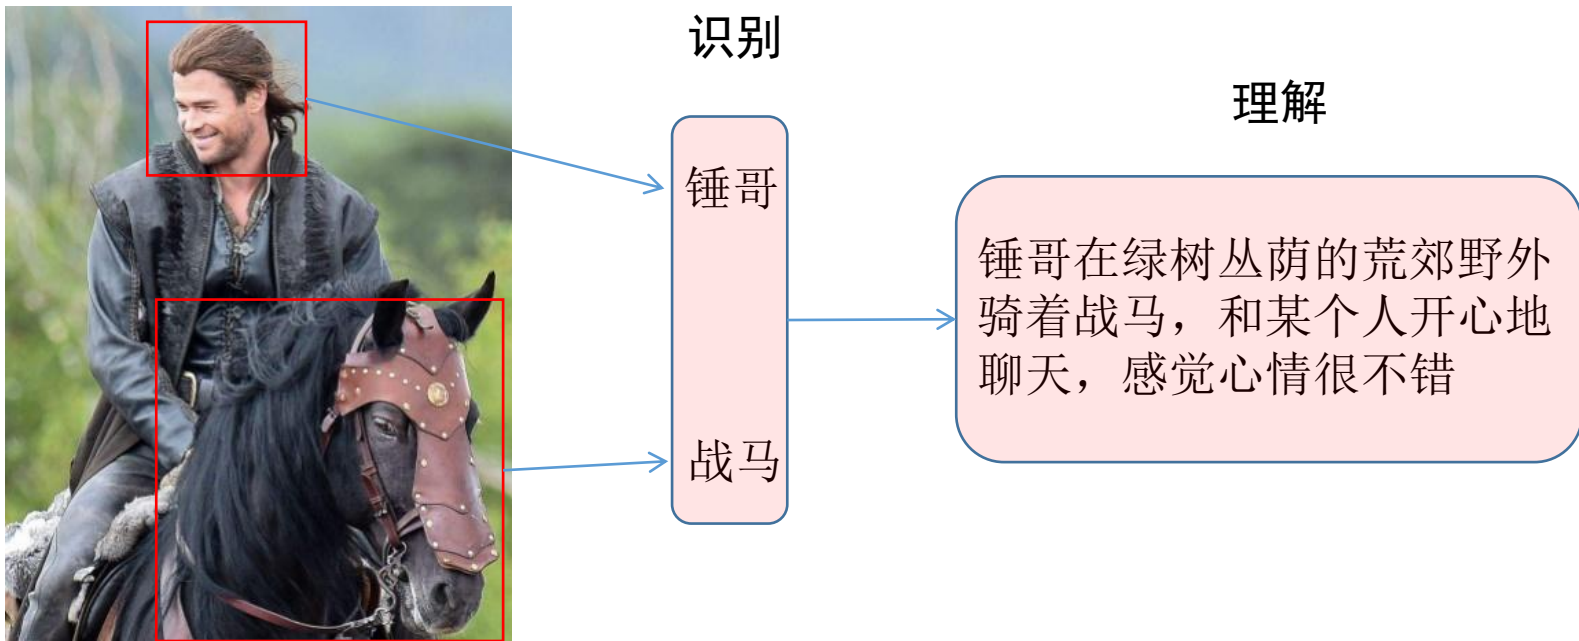 识别
理解
锤哥
战马
锤哥在绿树丛荫的荒郊野外
骑着战马，和某个人开心地
聊天，感觉心情很不错